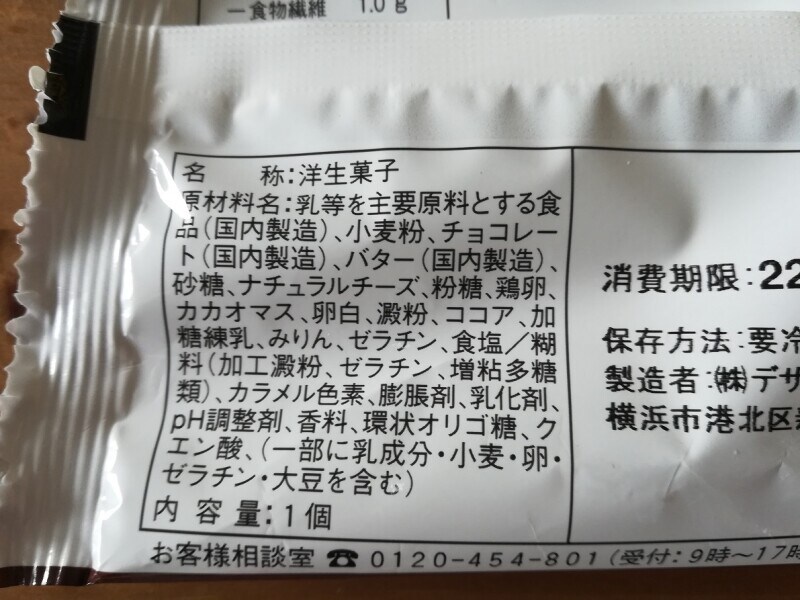 一食物繊維 1.0g
名 称:洋生菓子
原材料名:乳等を主要原料とする食
品(国内製造)、小麦粉、チョコレー
ト(国内製造)、バター(国内製造)、
砂糖、ナチュラルチーズ、粉糖、鶏卵、
カカオマス、卵白、澱粉、ココア、加
糖練乳、みりん、ゼラチン、食塩/糊
料(加工澱粉、ゼラチン、増粘多糖
類)、カラメル色素、膨脹剤、乳化剤、
pH調整剤、香料、環状オリゴ糖、ク
エン酸、(一部に乳成分・小麦・卵・
ゼラチン・大豆を含む)
内 容 量:1個
消費期限:22
保存方法:要冷
製造者:㈱デザ
横浜市港北区
お客様相談室 ☎ 0120-454-801 (受付:9時〜17時